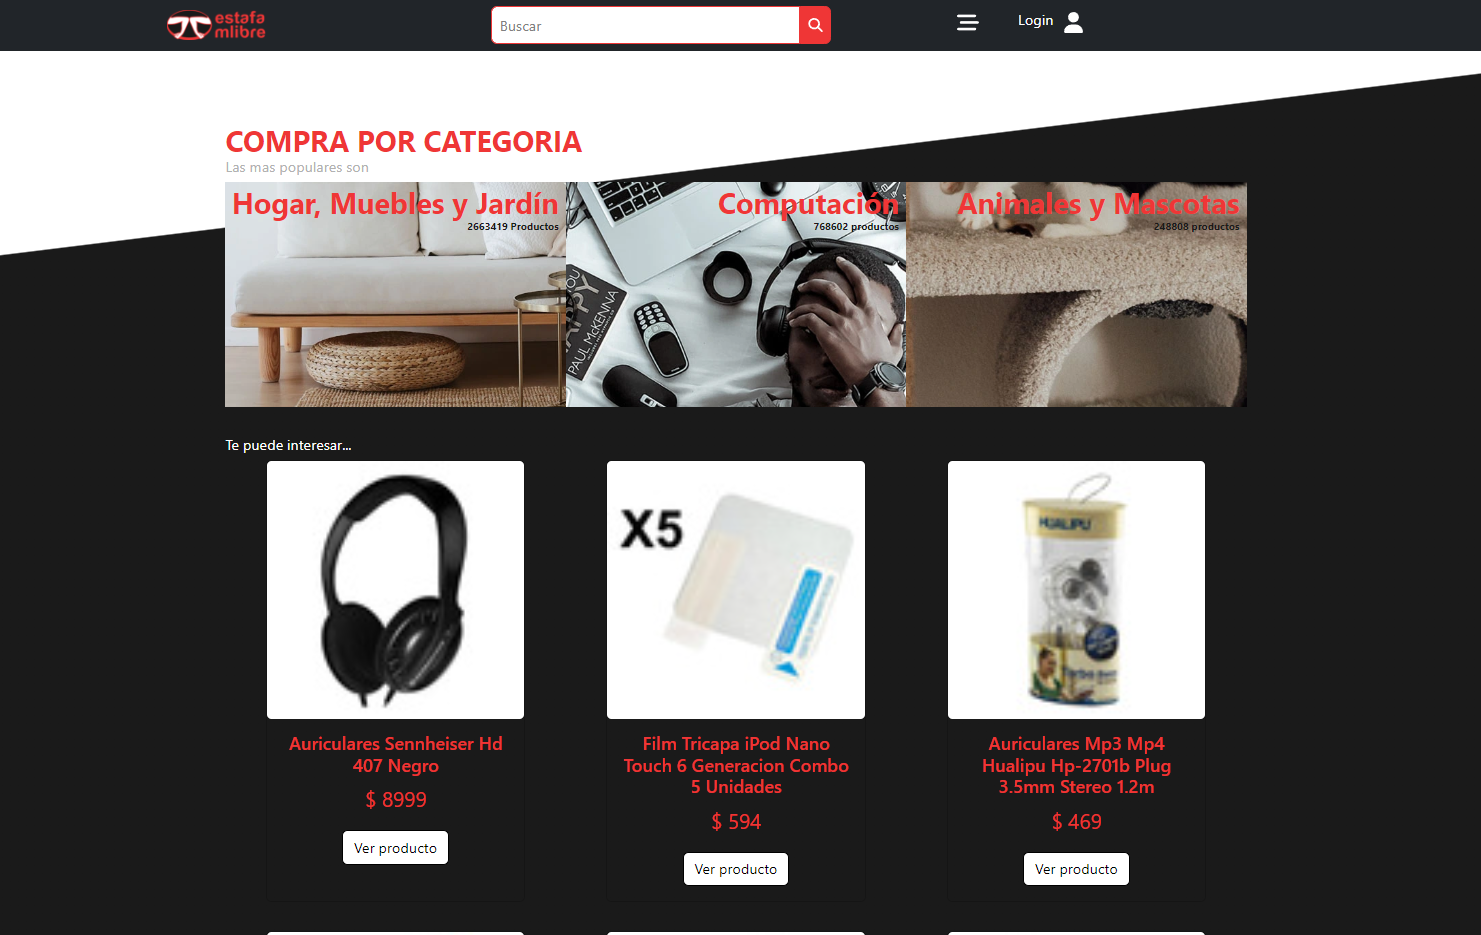 estafa
mlibre
Buscar
Login
COMPRA POR CATEGORIA
Las mas populares son
Hogar, Muebles y Jardín
2663419 Productos
Computación
768602 productos
Animales y Mascotas
248808 productos
PAUL McKENNA
Te puede interesar...
X5
HUALIPU
Auriculares Sennheiser Hd
407 Negro
$ 8999
Ver producto
Film Tricapa iPod Nano
Touch 6 Generacion Combo
5 Unidades
$ 594
Ver producto
Auriculares Mp3 Mp4
Hualipu Hp-2701b Plug
3.5mm Stereo 1.2m
$ 469
Ver producto